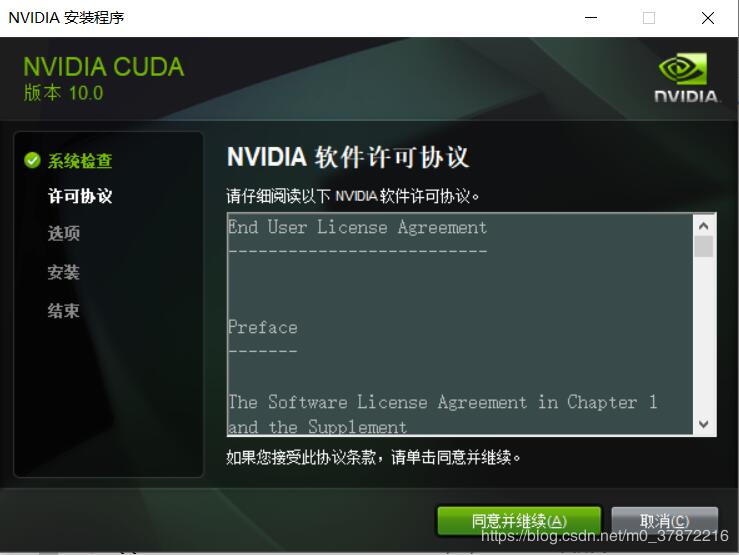 NVIDIA 安装程序
NVIDIA CUDA
版本 10.0
NVIDIA.
系统检查
许可协议
选项
安装
结束
NVIDIA 软件许可协议
请仔细阅读以下 NVIDIA 软件许可协议。
End User License Agreement
--------------------------
Preface
-------
The Software License Agreement in Chapter 1
and the Supplement
如果您接受此协议条款，请单击同意并继续。
同意并继续(A)
取消(C)
https://blog.csdn.net/m0_37872216